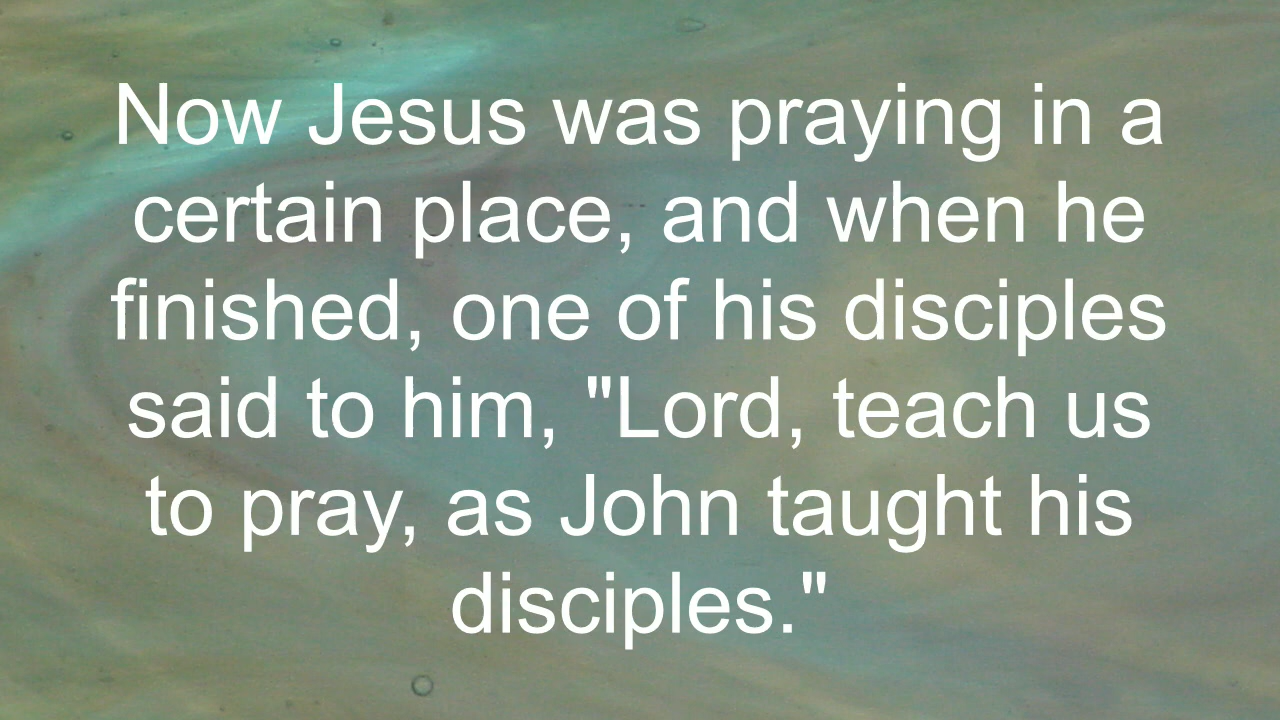 Now Jesus was praying in a
certain place, and when he
finished, one of his disciples
said to him, "Lord, teach us
to pray, as John taught his
disciples."